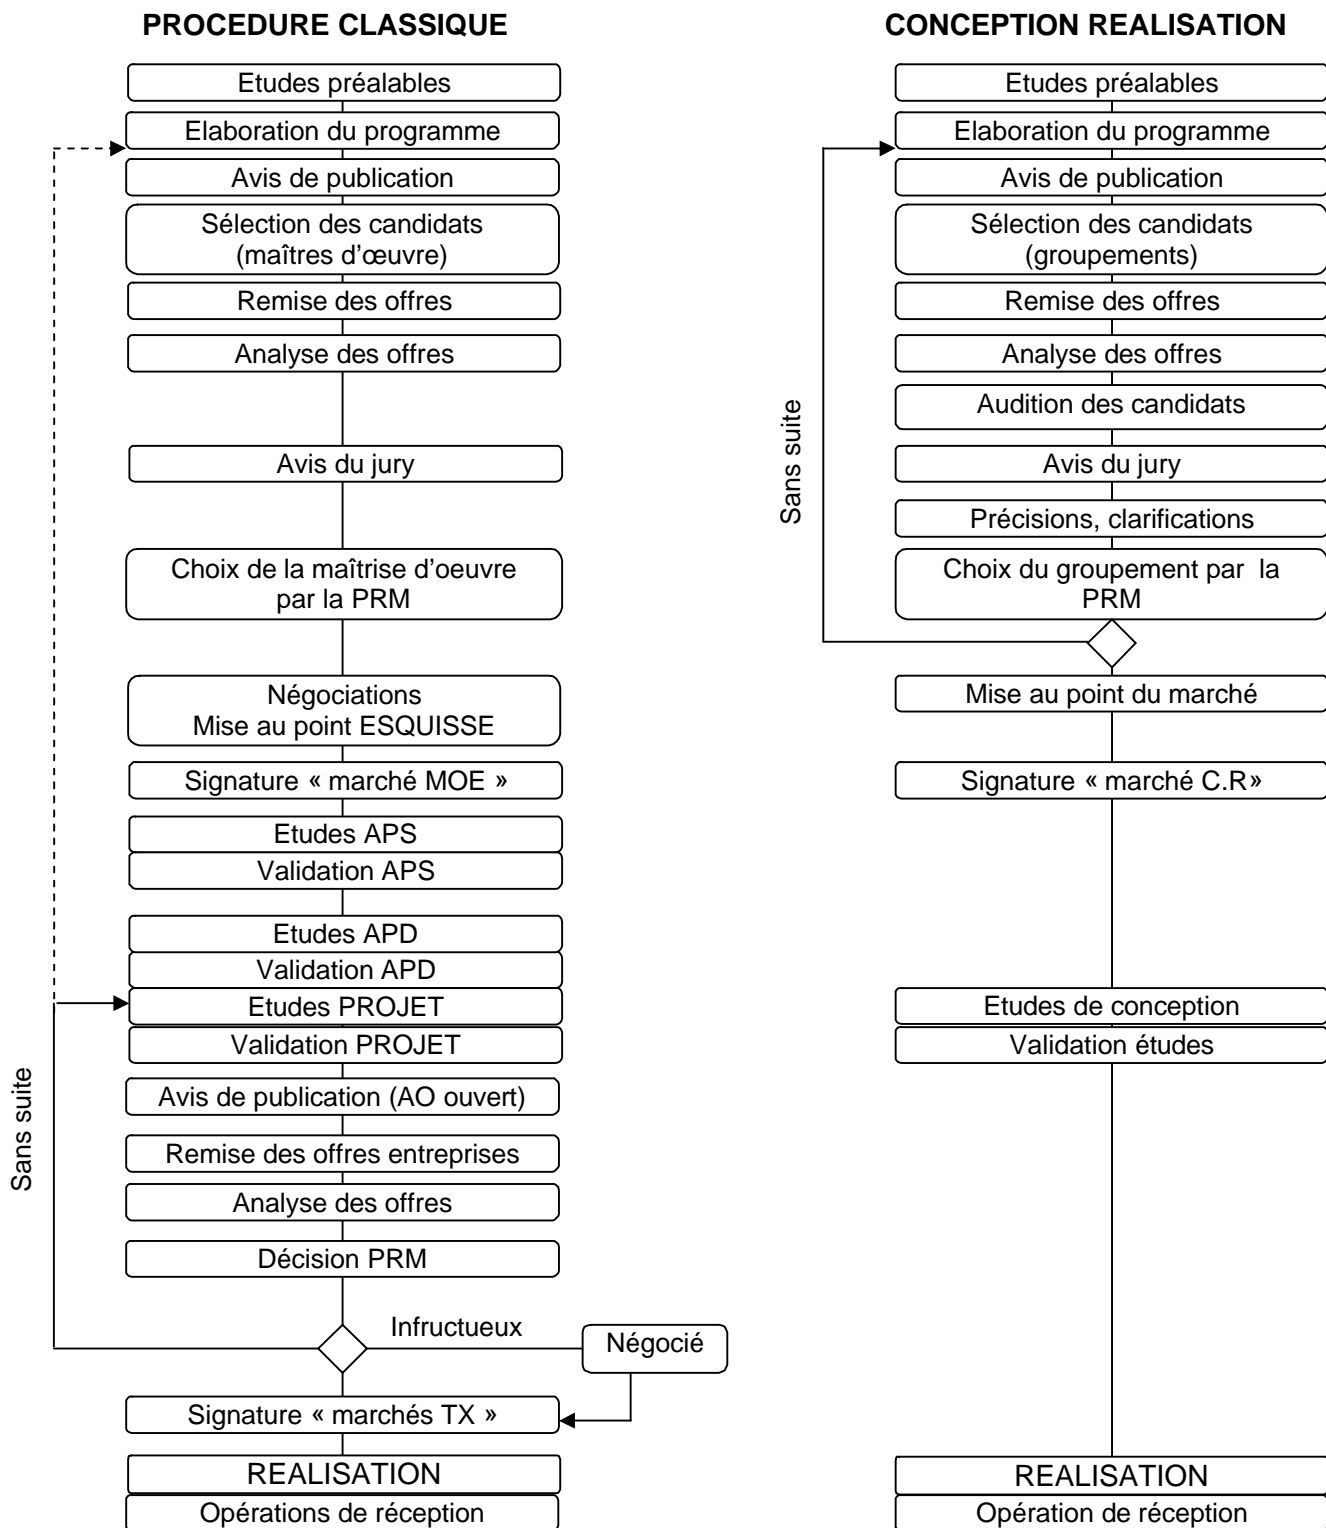 PROCEDURE CLASSIQUE
Etudes préalables
Elaboration du programme
Avis de publication
Sélection des candidats
(maîtres d'œuvre)
Remise des offres
Analyse des offres
Avis du jury
Choix de la maîtrise d'oeuvre
par la PRM
Négociations
Mise au point ESQUISSE
Signature « marché MOE »
Etudes APS
Validation APS
Etudes APD
Validation APD
Etudes PROJET
Validation PROJET
Avis de publication (AO ouvert)
Remise des offres entreprises
Analyse des offres
Décision PRM
Sans suite
Infructueux
Négocié
Signature « marchés TX »
REALISATION
Opérations de réception
CONCEPTION REALISATION
Etudes préalables
Elaboration du programme
Avis de publication
Sélection des candidats
(groupements)
Remise des offres
Analyse des offres
Audition des candidats
Avis du jury
Précisions, clarifications
Choix du groupement par la
PRM
Sans suite
Mise au point du marché
Signature « marché C.R»
Etudes de conception
Validation études
REALISATION
Opération de réception